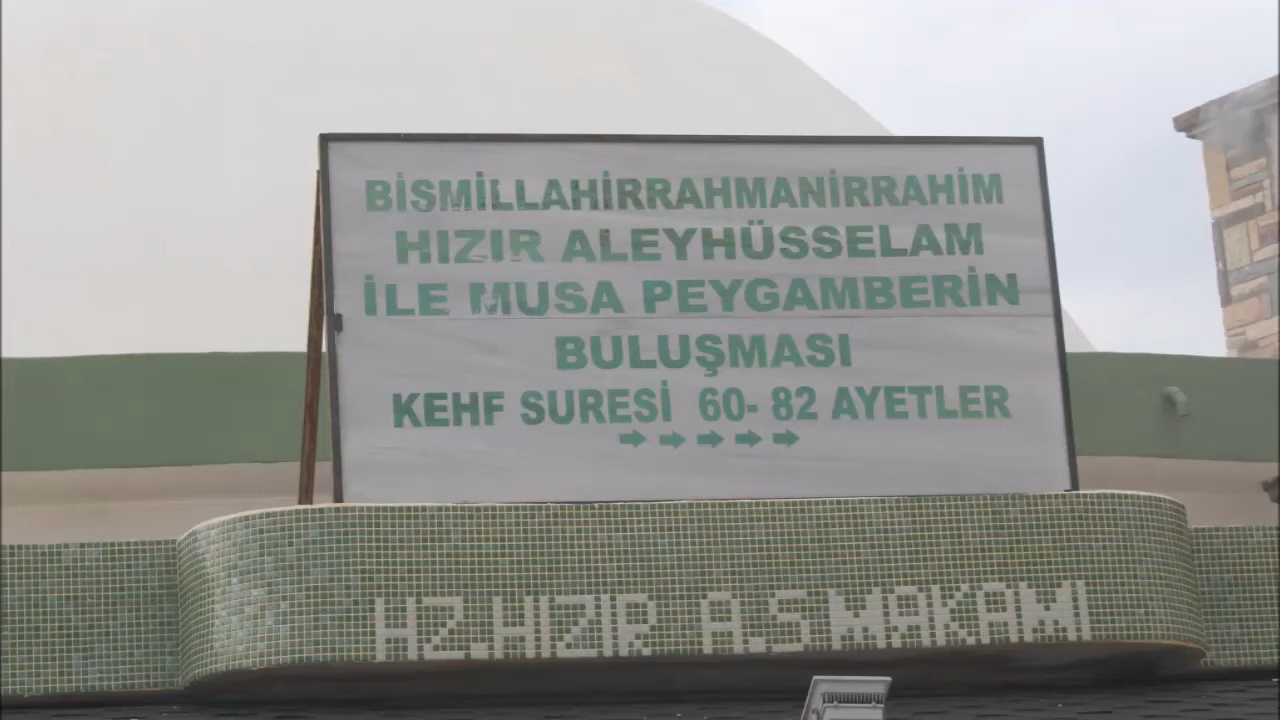 BİSMİLLAHİRRAHMANİRRAHİM
HIZIR ALEYHÜSSELAM
İLE MUSA PEYGAMBERİN
BULUŞMASI
KEHF SURESİ 60- 82 AYETLER
HZ.HIZIR A.S MAKAMI